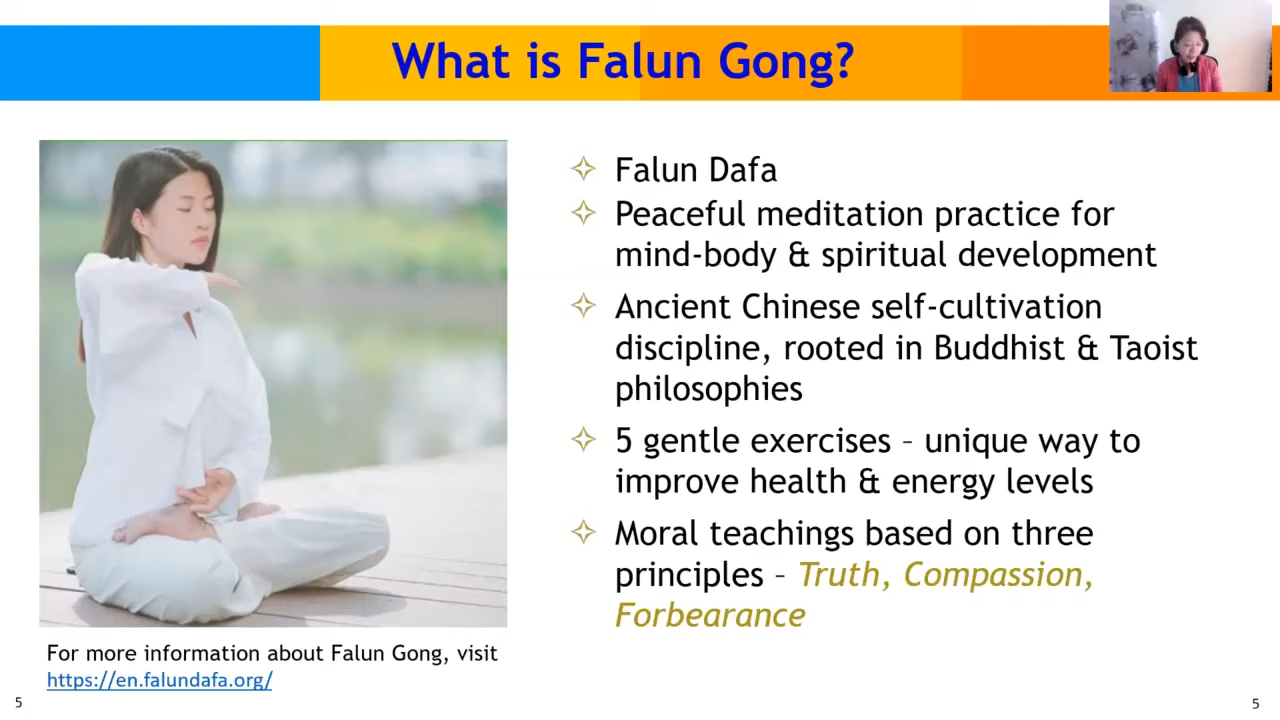 What is Falun Gong?
Falun Dafa
Peaceful meditation practice for
mind-body & spiritual development
Ancient Chinese self-cultivation
discipline, rooted in Buddhist & Taoist
philosophies
5 gentle exercises – unique way to
improve health & energy levels
Moral teachings based on three
principles – Truth, Compassion,
Forbearance
For more information about Falun Gong, visit
https://en.falundafa.org/
5
5